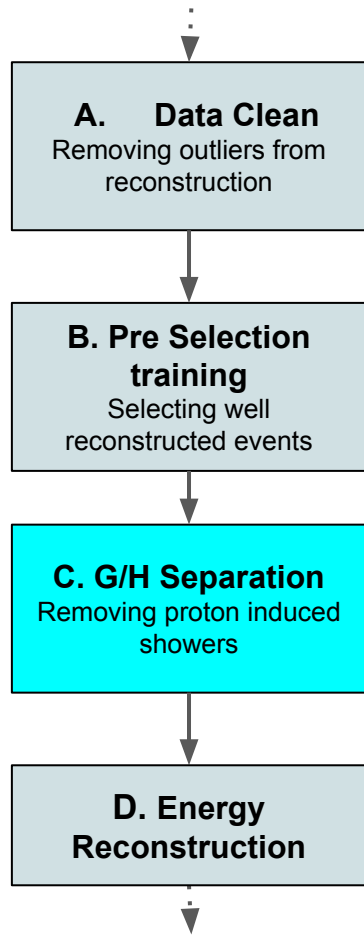 A. Data Clean
Removing outliers from
reconstruction
B. Pre Selection
training
Selecting well
reconstructed events
C. G/H Separation
Removing proton induced
showers
D. Energy
Reconstruction